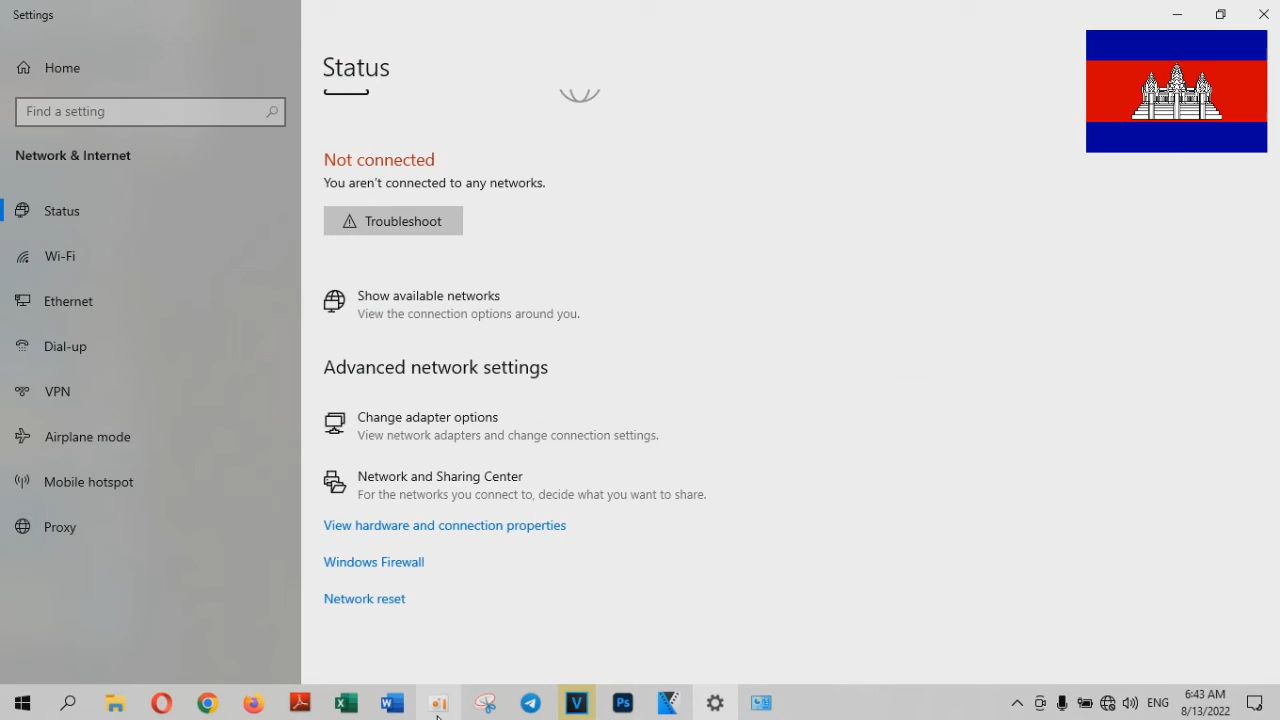 Settings
Home
Find a setting
Network & Internet
Status
Wi-Fi
Ethernet
Dial-up
VPN
Airplane mode
Mobile hotspot
Proxy
Status
Not connected
You aren't connected to any networks.
Troubleshoot
Show available networks
View the connection options around you.
Advanced network settings
Change adapter options
View network adapters and change connection settings.
Network and Sharing Center
For the networks you connect to, decide what you want to share.
View hardware and connection properties
Windows Firewall
Network reset
V
Ps
ENG
6:43 AM
8/13/2022